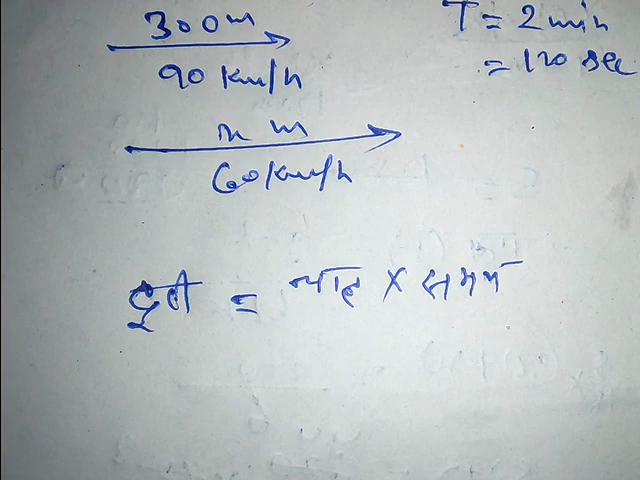 300m
90 km/h
T = 2 min
= 120 sec
x m
60 km/h
दूरी = चाल × समय